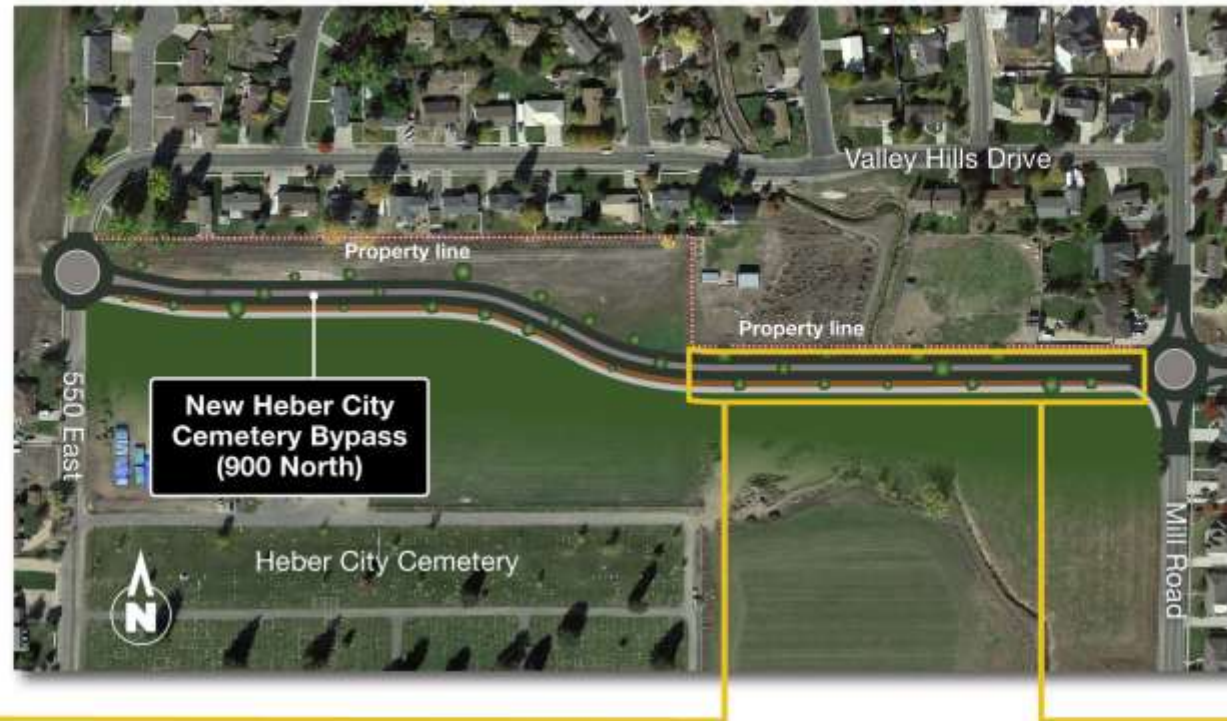 Valley Hills Drive
Property line
Property line
550 East
New Heber City
Cemetery Bypass
(900 North)
Mill Road
Heber City Cemetery
N